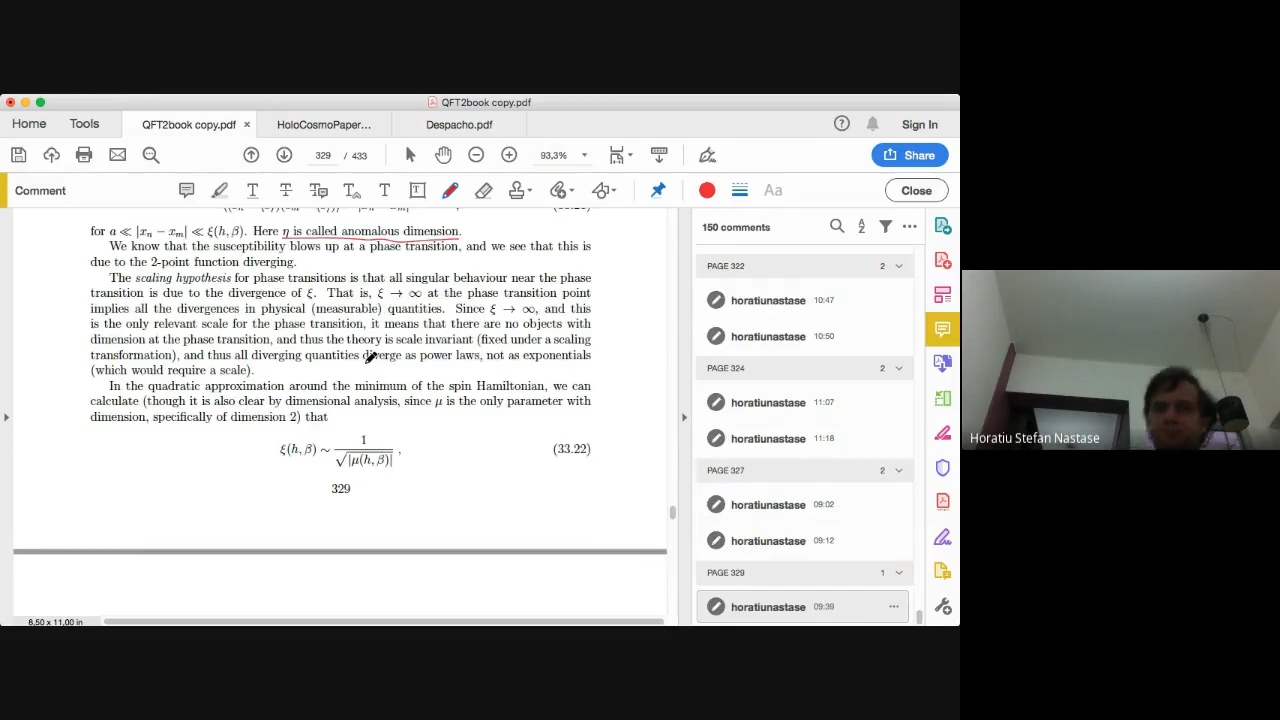 QFT2book copy.pdf
Home Tools QFT2book copy.pdf × HoloCosmoPaper... Despacho.pdf Sign In
329 / 433 93,3% Share
Comment Aa Close
for a ≪ |xn − xm| ≪ ξ(h, β). Here η is called anomalous dimension.
We know that the susceptibility blows up at a phase transition, and we see that this is
due to the 2-point function diverging.
The scaling hypothesis for phase transitions is that all singular behaviour near the phase
transition is due to the divergence of ξ. That is, ξ → ∞ at the phase transition point
implies all the divergences in physical (measurable) quantities. Since ξ → ∞, and this
is the only relevant scale for the phase transition, it means that there are no objects with
dimension at the phase transition, and thus the theory is scale invariant (fixed under a scaling
transformation), and thus all diverging quantities diverge as power laws, not as exponentials
(which would require a scale).
In the quadratic approximation around the minimum of the spin Hamiltonian, we can
calculate (though it is also clear by dimensional analysis, since μ is the only parameter with
dimension, specifically of dimension 2) that
ξ(h, β) ∼ 1/√|μ(h, β)| , (33.22)
329
8,50 x 11,00 in
150 comments
PAGE 322 2
horatiunastase 10:47
horatiunastase 10:50
PAGE 324 2
horatiunastase 11:07
horatiunastase 11:18
PAGE 327 2
horatiunastase 09:02
horatiunastase 09:12
PAGE 329 1
horatiunastase 09:39
Horatiu Stefan Nastase